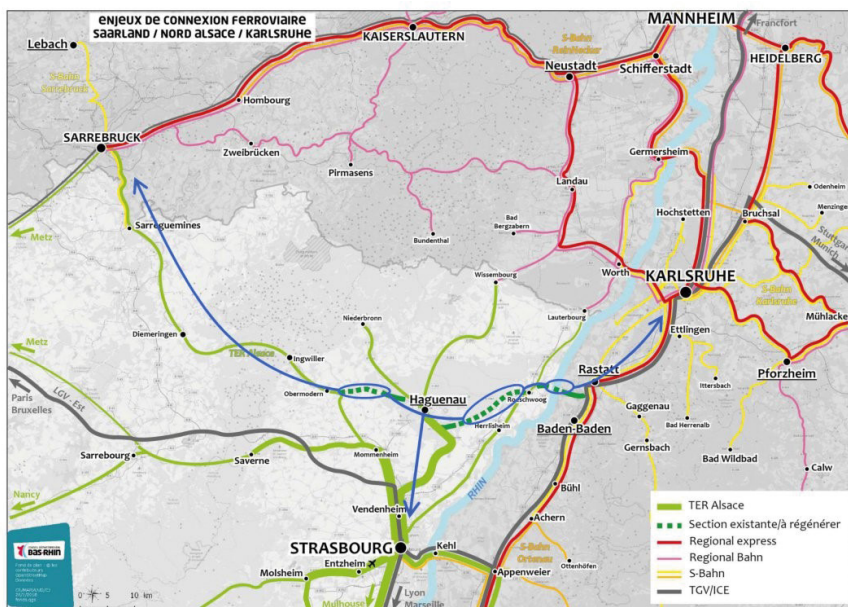 enjeux de connexion ferroviaire
saarland / nord alsace / karlsruhe
MANNHEIM
Francfort
Lebach
KAISERSLAUTERN
S-Bahn
RheinNecker
Neustadt
Schifferstadt
HEIDELBERG
S-Bahn
Sarrebruck
Hombourg
SARREBRUCK
Zweibrücken
Pirmasens
Germersheim
Landau
Odenheim
Hochstetten
Menzingen
Bruchsal
Metz
Sarreguemines
Bad
Bergzabern
Bundenthal
Stuttgart
Munich
Wissembourg
Worth
KARLSRUHE
S-Bahn
Karlsruhe
Lauterbourg
Niederbronn
Mühlacker
Ettlingen
Metz
Diemeringen
TER Alsace
Ingwiller
Rastatt
Pforzheim
Ittersbach
Obermodern
Haguenau
Roeschwoog
Paris
Bruxelles
LGV - Est
Gaggenau
Bad Herrenalb
Herrlisheim
Baden-Baden
Gernsbach
Bad Wildbad
Sarrebourg
Saverne
Mommenheim
Calw
RHIN
Nancy
Bühl
Vendenheim
Achern
STRASBOURG
Kehl
S-Bahn
Ortenau
Ottenhöfen
Entzheim
Molsheim
Appenweier
Mulhouse
Lyon
Marseille
BAS-RHIN
0 5 10 km
TER Alsace
Section existante/à régénérer
Regional express
Regional Bahn
S-Bahn
TGV/ICE